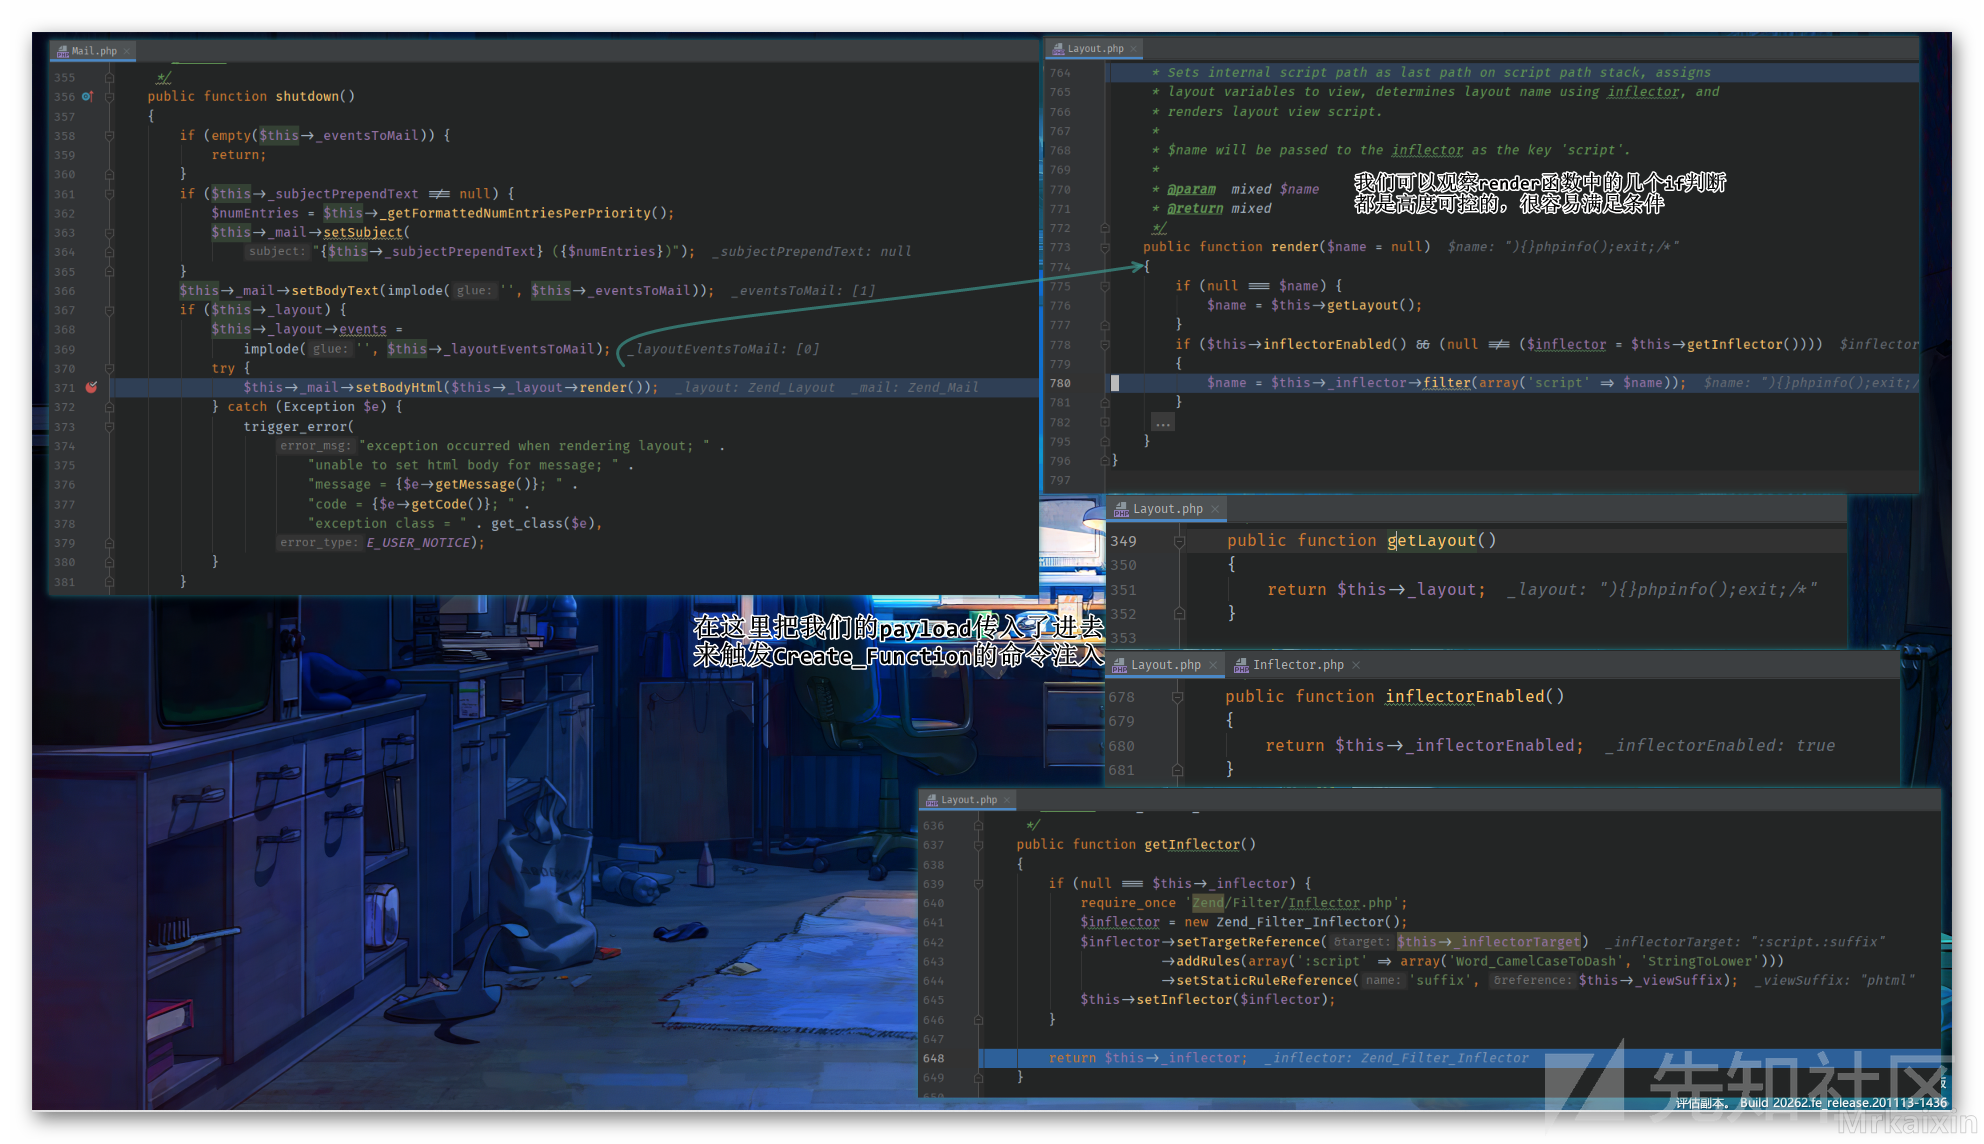 Mail.php
355 */
356 public function shutdown()
357 {
358 if (empty($this->_eventsToMail)) {
359 return;
360 }
361 if ($this->_subjectPrependText !== null) {
362 $numEntries = $this->_getFormattedNumEntriesPerPriority();
363 $this->_mail->setSubject(
364 subject: "{$this->_subjectPrependText} ({$numEntries})"); _subjectPrependText: null
365 }
366 $this->_mail->setBodyText(implode( glue: '', $this->_eventsToMail)); _eventsToMail: [1]
367 if ($this->_layout) {
368 $this->_layout->events =
369 implode( glue: '', $this->_layoutEventsToMail); _layoutEventsToMail: [0]
370 try {
371 $this->_mail->setBodyHtml($this->_layout->render()); _layout: Zend_Layout _mail: Zend_Mail
372 } catch (Exception $e) {
373 trigger_error(
374 error_msg: "exception occurred when rendering layout; " .
375 "unable to set html body for message; " .
376 "message = {$e->getMessage()}; " .
377 "code = {$e->getCode()}; " .
378 "exception class = " . get_class($e),
379 error_type: E_USER_NOTICE);
380 }
381 }
Layout.php
764 * Sets internal script path as last path on script path stack, assigns
765 * layout variables to view, determines layout name using inflector, and
766 * renders layout view script.
767 *
768 * $name will be passed to the inflector as the key 'script'.
769 *
770 * @param mixed $name
771 * @return mixed
772 */
773 public function render($name = null) $name: "){}phpinfo();exit;/*"
774 {
775 if (null === $name) {
776 $name = $this->getLayout();
777 }
778 if ($this->inflectorEnabled() && (null !== ($inflector = $this->getInflector()))) $inflector
779 {
780 $name = $this->_inflector->filter(array('script' => $name)); $name: "){}phpinfo();exit;/
781 }
782 ...
795 }
796 }
797
我们可以观察render函数中的几个if判断
都是高度可控的，很容易满足条件
Layout.php
349 public function getLayout()
350 {
351 return $this->_layout; _layout: "){}phpinfo();exit;/*"
352 }
353
在这里把我们的payload传入了进去
来触发Create_Function的命令注入
Layout.php Inflector.php
678 public function inflectorEnabled()
679 {
680 return $this->_inflectorEnabled; _inflectorEnabled: true
681 }
Layout.php
636 */
637 public function getInflector()
638 {
639 if (null === $this->_inflector) {
640 require_once 'Zend/Filter/Inflector.php';
641 $inflector = new Zend_Filter_Inflector();
642 $inflector->setTargetReference( &target: $this->_inflectorTarget) _inflectorTarget: ":script.:suffix"
643 ->addRules(array(':script' => array('Word_CamelCaseToDash', 'StringToLower')))
644 ->setStaticRuleReference( name: 'suffix', &reference: $this->_viewSuffix); _viewSuffix: "phtml"
645 $this->setInflector($inflector);
646 }
647
648 return $this->_inflector; _inflector: Zend_Filter_Inflector
649 }
先知社区
评估副本。 Build 20262.fe_release.201113-1436
Mrkaixin